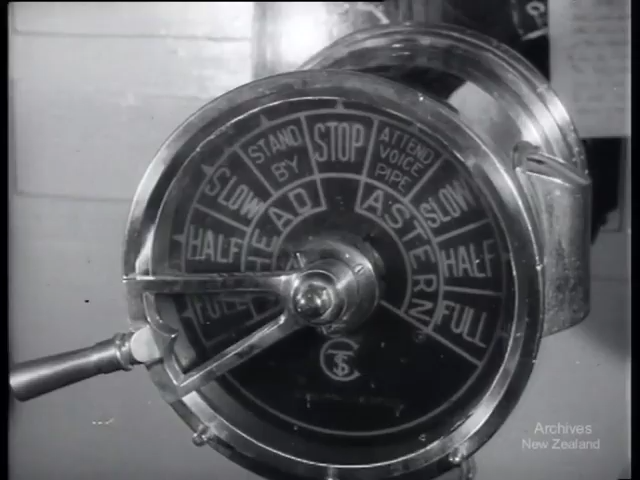 STOP
STAND
BY
ATTEND
VOICE
PIPE
SLOW
HALF
FULL
AHEAD
SLOW
HALF
FULL
ASTERN
Archives
New Zealand